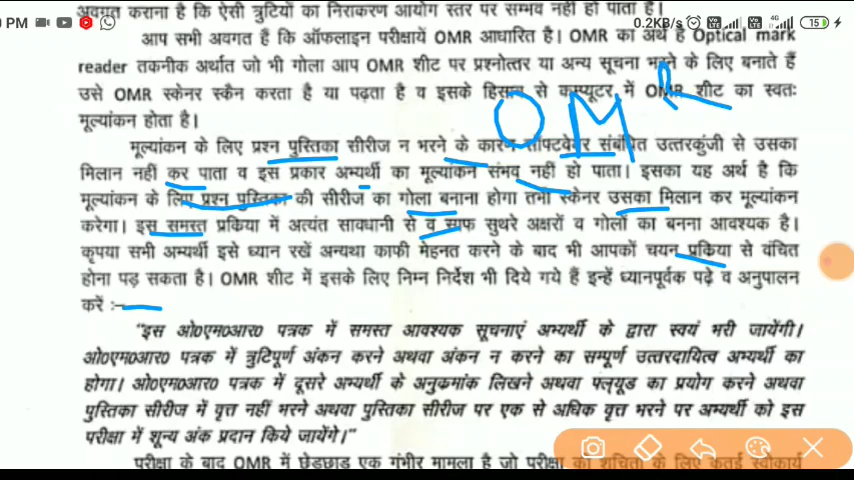 अवगत कराना है कि ऐसी त्रुटियों का निराकरण आयोग स्तर पर सम्भव नहीं हो पाता है।
0 PM 0.2KB/s 15
आप सभी अवगत हैं कि ऑफलाइन परीक्षायें OMR आधारित है। OMR का अर्थ है Optical mark
reader तकनीक अर्थात जो भी गोला आप OMR शीट पर प्रश्नोत्तर या अन्य सूचना भरने के लिए बनाते हैं
उसे OMR स्केनर स्कैन करता है या पढ़ता है व इसके हिसाब से कम्प्यूटर में OMR शीट का स्वतः
OMR
मूल्यांकन होता है।
मूल्यांकन के लिए प्रश्न पुस्तिका सीरीज न भरने के कारण सॉफ्टवेयर संबंधित उत्तरकुंजी से उसका
मिलान नहीं कर पाता व इस प्रकार अभ्यर्थी का मूल्यांकन संभव नहीं हो पाता। इसका यह अर्थ है कि
मूल्यांकन के लिए प्रश्न पुस्तिका की सीरीज का गोला बनाना होगा तभी स्केनर उसका मिलान कर मूल्यांकन
करेगा। इस समस्त प्रकिया में अत्यंत सावधानी से व साफ सुथरे अक्षरों व गोलों का बनना आवश्यक है।
कृपया सभी अभ्यर्थी इसे ध्यान रखें अन्यथा काफी मेहनत करने के बाद भी आपको चयन प्रकिया से वंचित
होना पड़ सकता है। OMR शीट में इसके लिए निम्न निर्देश भी दिये गये हैं इन्हें ध्यानपूर्वक पढ़े व अनुपालन
करें :–
"इस ओ०एम०आर० पत्रक में समस्त आवश्यक सूचनाएं अभ्यर्थी के द्वारा स्वयं भरी जायेंगी।
ओ०एम०आर० पत्रक में त्रुटिपूर्ण अंकन करने अथवा अंकन न करने का सम्पूर्ण उत्तरदायित्व अभ्यर्थी का
होगा। ओ०एम०आर० पत्रक में दूसरे अभ्यर्थी के अनुकमांक लिखने अथवा फ्लूयूड का प्रयोग करने अथवा
पुस्तिका सीरीज में वृत्त नहीं भरने अथवा पुस्तिका सीरीज पर एक से अधिक वृत्त भरने पर अभ्यर्थी को इस
परीक्षा में शून्य अंक प्रदान किये जायेंगे।"
परीक्षा के बाद OMR में छेड़छाड़ एक गंभीर मामला है जो परीक्षा की शुचिता के लिए कतई स्वीकार्य